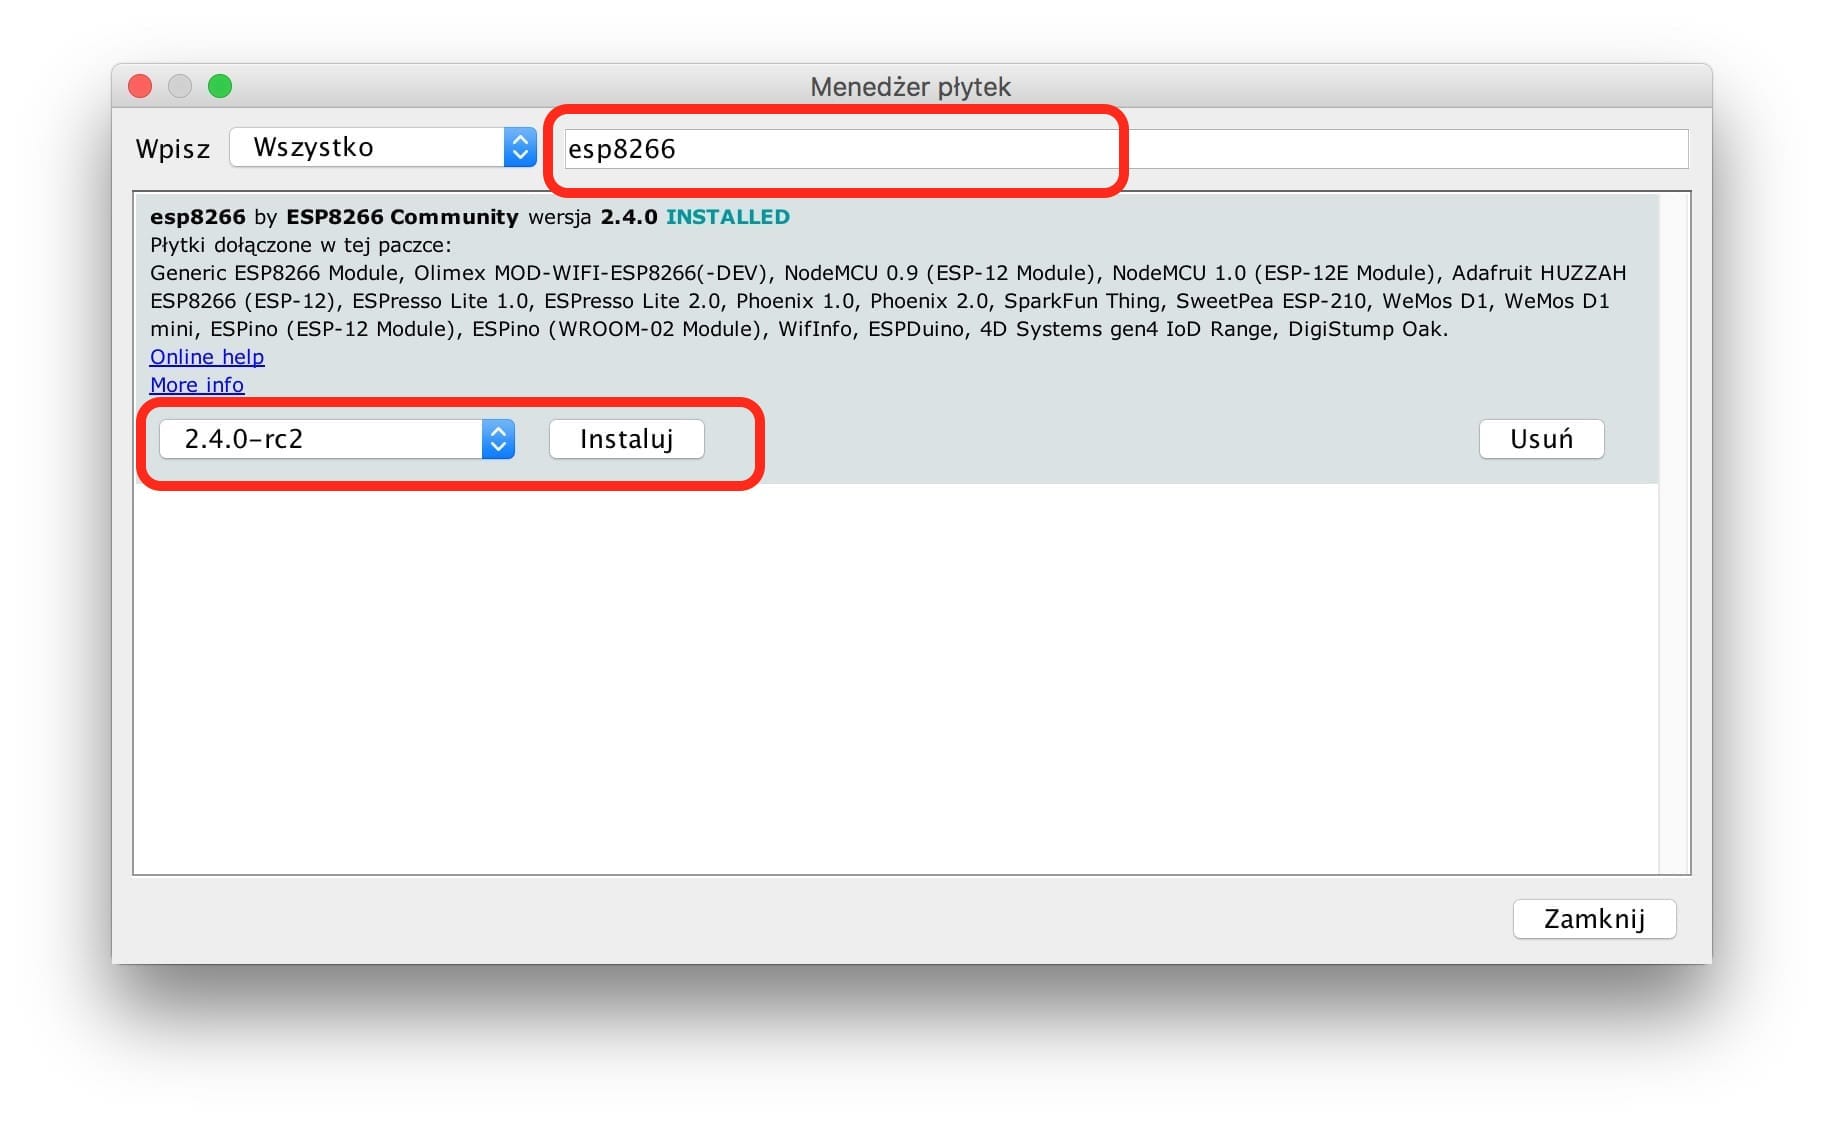 Menedżer płytek
Wpisz Wszystko esp8266
esp8266 by ESP8266 Community wersja 2.4.0 INSTALLED
Płytki dołączone w tej paczce:
Generic ESP8266 Module, Olimex MOD-WIFI-ESP8266(-DEV), NodeMCU 0.9 (ESP-12 Module), NodeMCU 1.0 (ESP-12E Module), Adafruit HUZZAH
ESP8266 (ESP-12), ESPresso Lite 1.0, ESPresso Lite 2.0, Phoenix 1.0, Phoenix 2.0, SparkFun Thing, SweetPea ESP-210, WeMos D1, WeMos D1
mini, ESPino (ESP-12 Module), ESPino (WROOM-02 Module), WifInfo, ESPDuino, 4D Systems gen4 IoD Range, DigiStump Oak.
Online help
More info
2.4.0-rc2 Instaluj Usuń
Zamknij